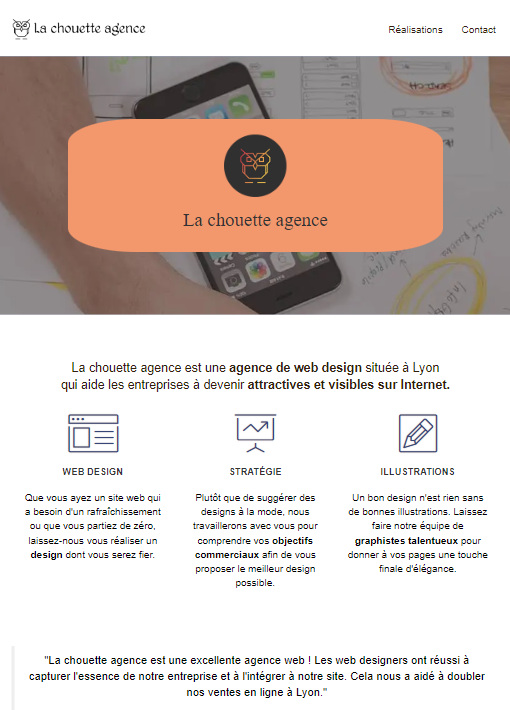 La chouette agence
Réalisations Contact
La chouette agence
La chouette agence est une agence de web design située à Lyon
qui aide les entreprises à devenir attractives et visibles sur Internet.
WEB DESIGN
Que vous ayez un site web qui
a besoin d'un rafraîchissement
ou que vous partiez de zéro,
laissez-nous vous réaliser un
design dont vous serez fier.
STRATÉGIE
Plutôt que de suggérer des
designs à la mode, nous
travaillerons avec vous pour
comprendre vos objectifs
commerciaux afin de vous
proposer le meilleur design
possible.
ILLUSTRATIONS
Un bon design n'est rien sans
de bonnes illustrations. Laissez
faire notre équipe de
graphistes talentueux pour
donner à vos pages une touche
finale d'élégance.
"La chouette agence est une excellente agence web ! Les web designers ont réussi à
capturer l'essence de notre entreprise et à l'intégrer à notre site. Cela nous a aidé à doubler
nos ventes en ligne à Lyon."